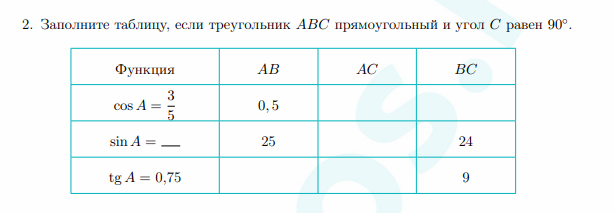 2. Заполните таблицу, если треугольник ABC прямоугольный и угол C равен 90°.
Функция AB AC BC
cos A = 3/5 0,5
sin A = __ 25 24
tg A = 0,75 9